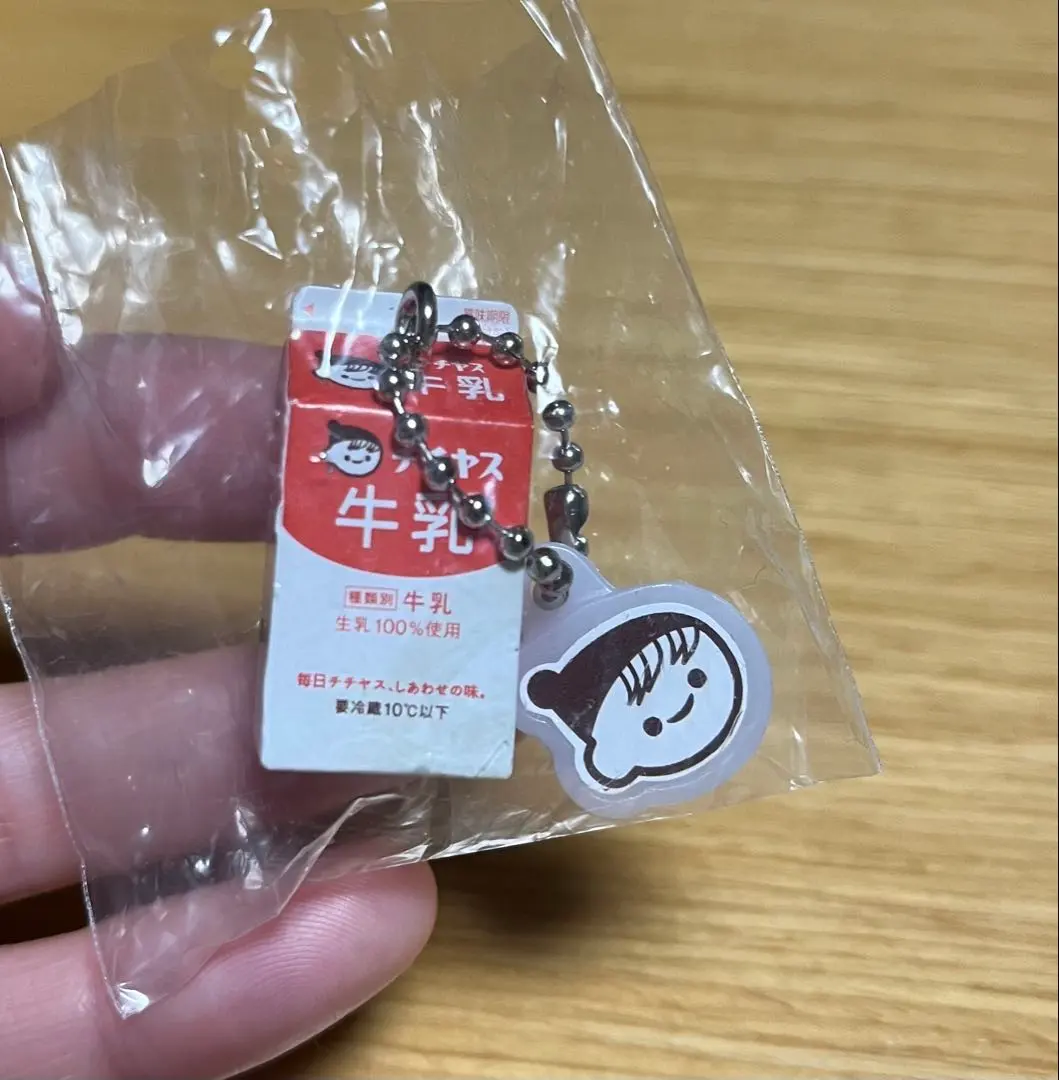 賞味期限
チヤス
牛乳
チチヤス
牛乳
種類別 牛乳
生乳100%使用
毎日チチヤス、しあわせの味。
要冷蔵10℃以下